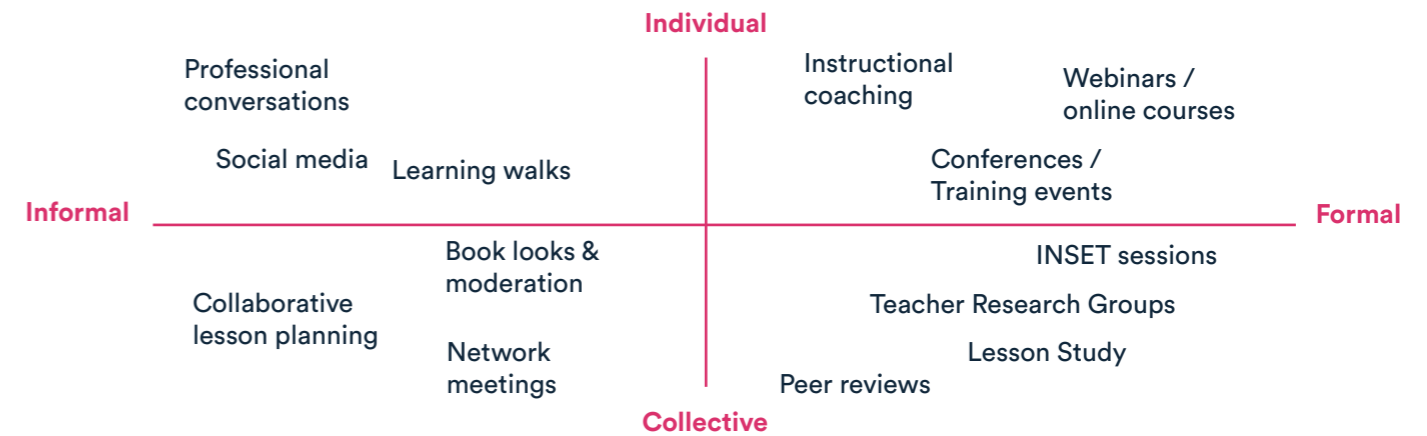 Individual
Professional
conversations
Instructional
coaching
Webinars /
online courses
Social media
Learning walks
Conferences /
Training events
Informal
Formal
Book looks &
moderation
INSET sessions
Collaborative
lesson planning
Teacher Research Groups
Network
meetings
Lesson Study
Peer reviews
Collective